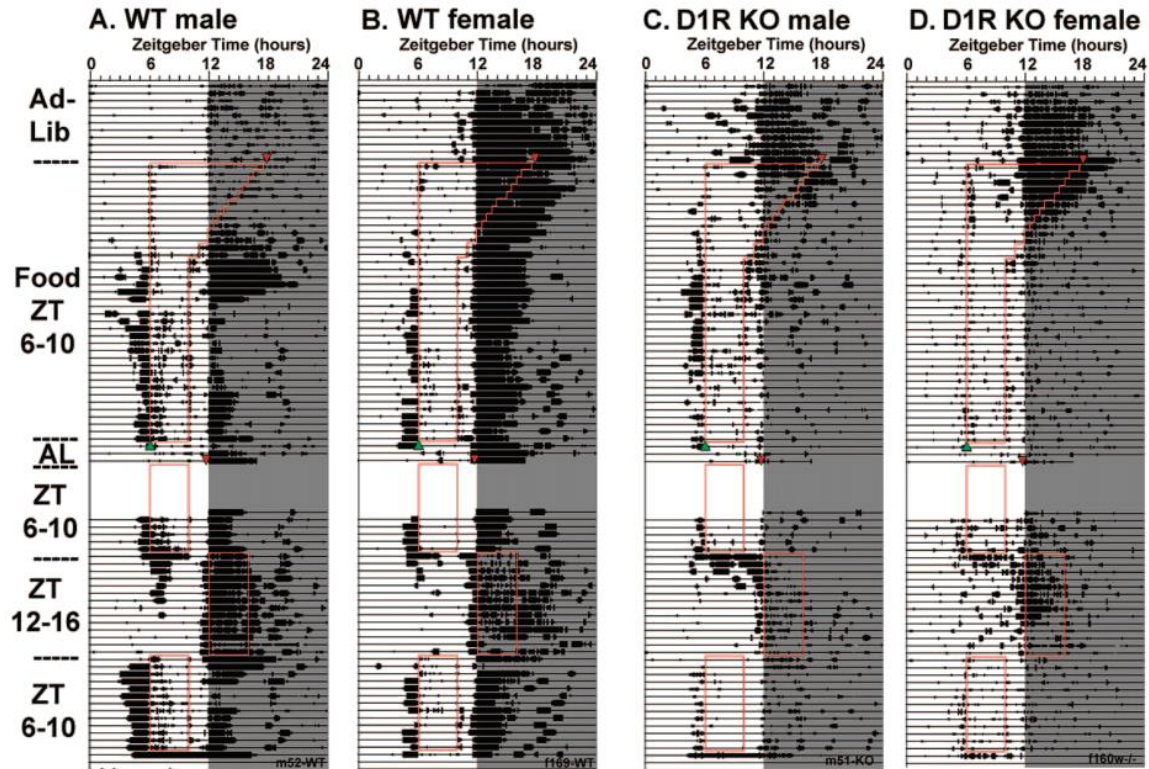 A. WT male
B. WT female
C. D1R KO male
D. D1R KO female
Zeitgeber Time (hours)
Zeitgeber Time (hours)
Zeitgeber Time (hours)
Zeitgeber Time (hours)
0 6 12 18 24
0 6 12 18 24
0 6 12 18 24
0 6 12 18 24
Ad-
Lib
-----
Food
ZT
6-10
-----
AL
-----
ZT
6-10
-----
ZT
12-16
-----
ZT
6-10
m52-WT
f169-WT
m51-KO
f160w-/-